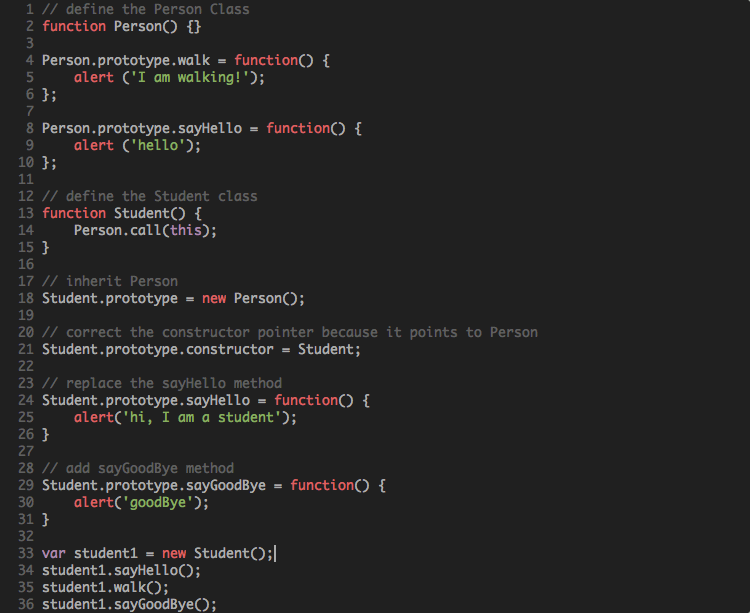 1 // define the Person Class
2 function Person() {}
3
4 Person.prototype.walk = function() {
5     alert ('I am walking!');
6 };
7
8 Person.prototype.sayHello = function() {
9     alert ('hello');
10 };
11
12 // define the Student class
13 function Student() {
14     Person.call(this);
15 }
16
17 // inherit Person
18 Student.prototype = new Person();
19
20 // correct the constructor pointer because it points to Person
21 Student.prototype.constructor = Student;
22
23 // replace the sayHello method
24 Student.prototype.sayHello = function() {
25     alert('hi, I am a student');
26 }
27
28 // add sayGoodBye method
29 Student.prototype.sayGoodBye = function() {
30     alert('goodBye');
31 }
32
33 var student1 = new Student();
34 student1.sayHello();
35 student1.walk();
36 student1.sayGoodBye();